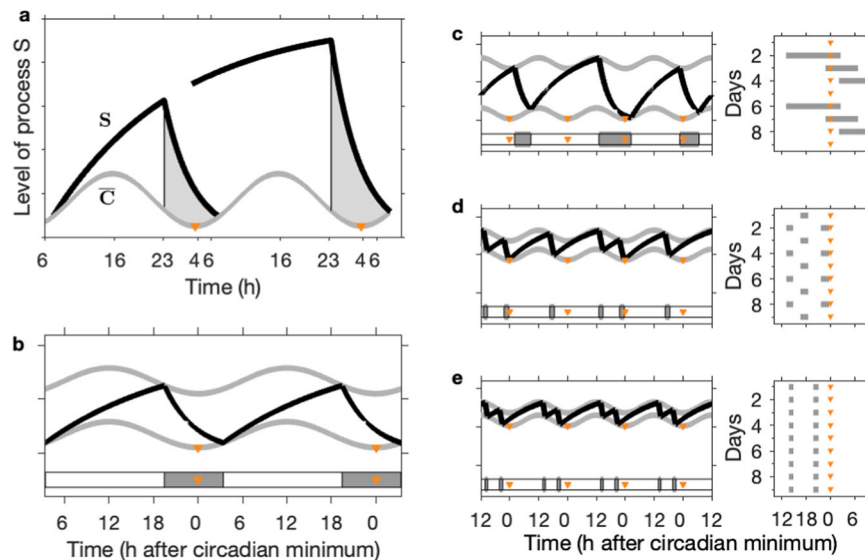 a
Level of process S
S
C̅
6 16 23 4 6 16 23 4 6
Time (h)
b
6 12 18 0 6 12 18 0
Time (h after circadian minimum)
c
Days
2
4
6
8
d
Days
2
4
6
8
e
Days
2
4
6
8
12 0 12 0 12 0 12 0 12
12 18 0 6
Time (h after circadian minimum)